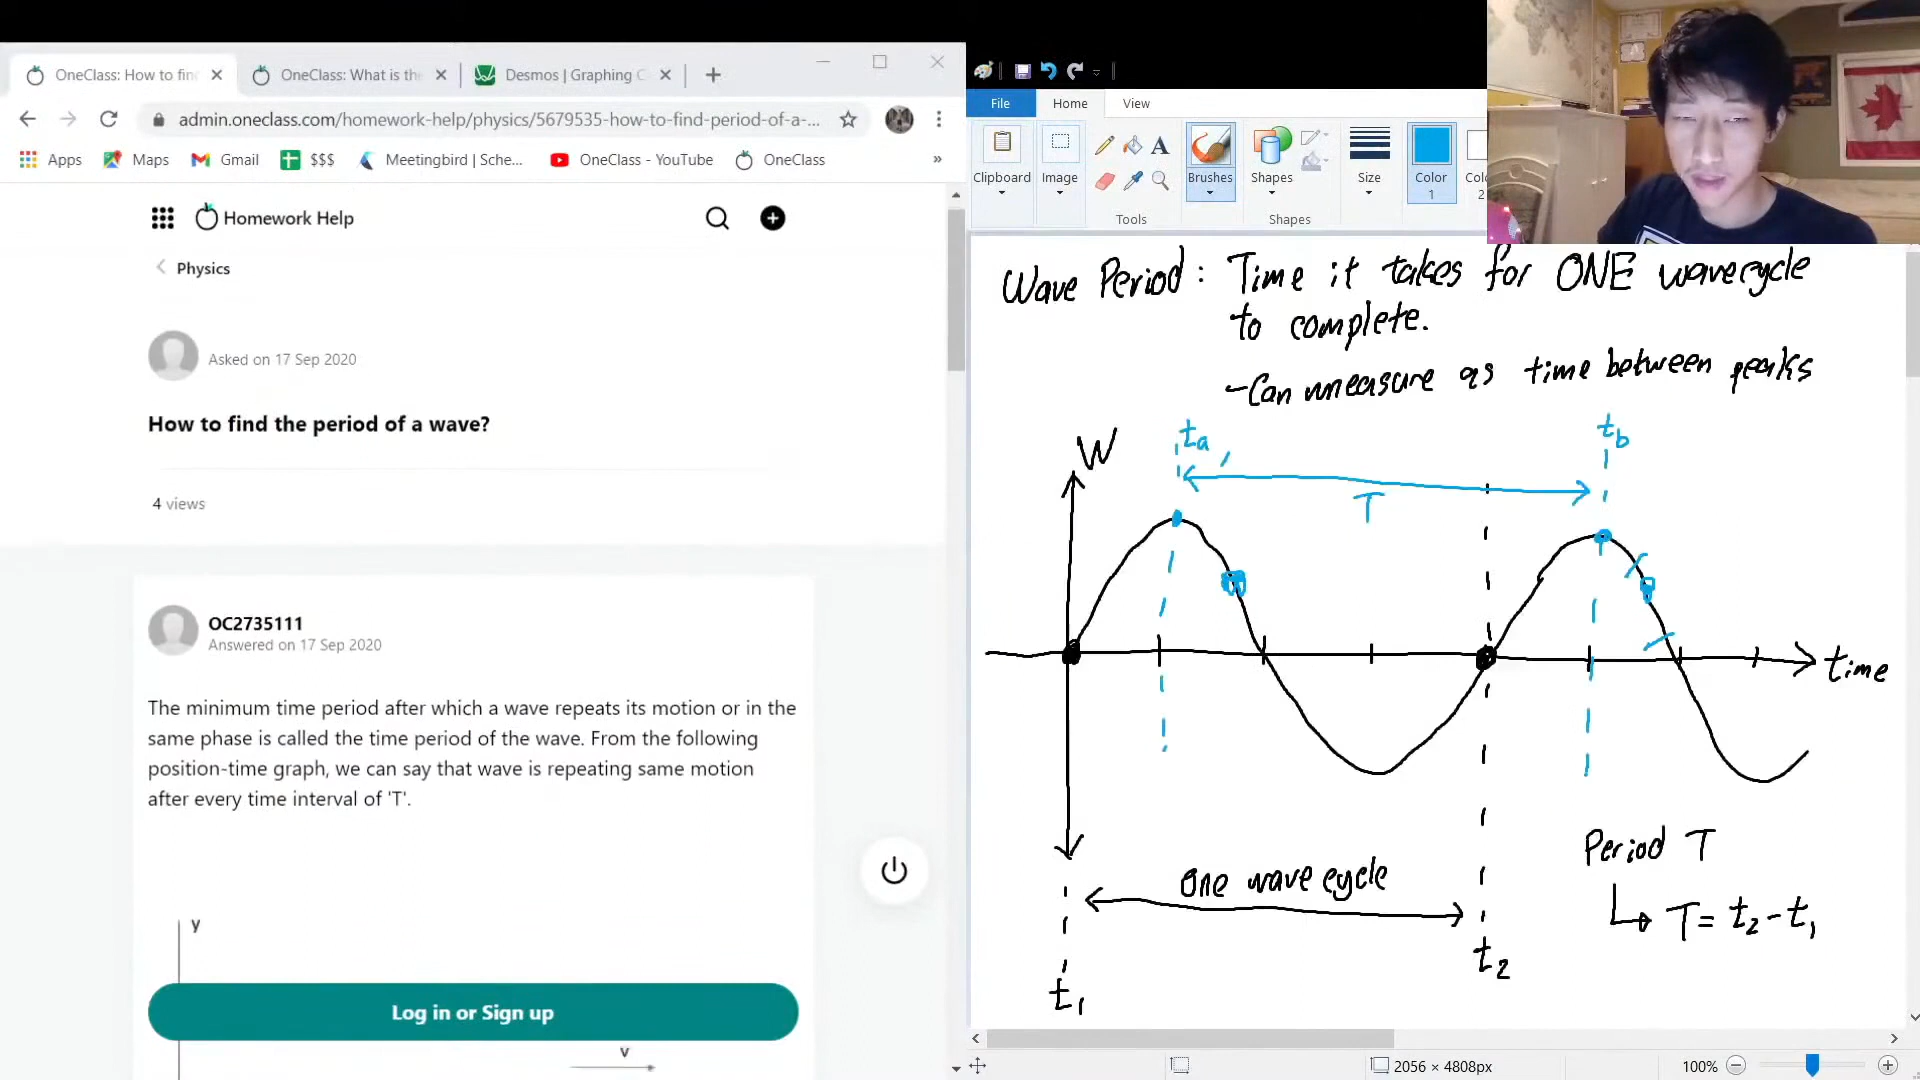 OneClass: How to fin
OneClass: What is the
Desmos | Graphing C
admin.oneclass.com/homework-help/physics/5679535-how-to-find-period-of-a-...
Apps
Maps
Gmail
$$$
Meetingbird | Sche...
OneClass - YouTube
OneClass
»
Homework Help
Physics
Asked on 17 Sep 2020
How to find the period of a wave?
4 views
OC2735111
Answered on 17 Sep 2020
The minimum time period after which a wave repeats its motion or in the
same phase is called the time period of the wave. From the following
position-time graph, we can say that wave is repeating same motion
after every time interval of 'T'.
y
Log in or Sign up
v
File
Home
View
Clipboard
Image
A
Tools
Brushes
Shapes
Shapes
Size
Color
1
Colo
2
Wave Period: Time it takes for ONE wavecycle
to complete.
- Can measure as time between peaks
W
ta
tb
T
time
one wave cycle
t1
t2
Period T
T = t2 - t1
2056 × 4808px
100%